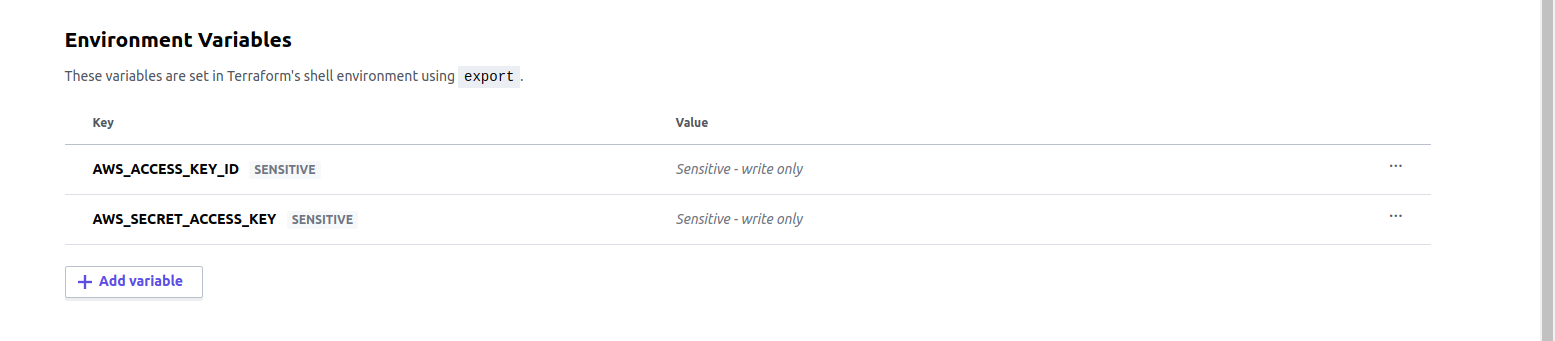 Environment Variables
These variables are set in Terraform's shell environment using export.
Key Value
AWS_ACCESS_KEY_ID SENSITIVE Sensitive - write only ...
AWS_SECRET_ACCESS_KEY SENSITIVE Sensitive - write only ...
+ Add variable